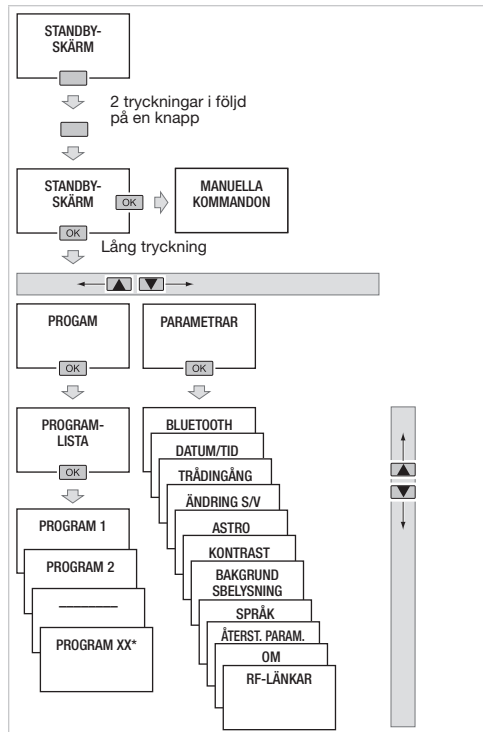 STANDBY-
SKÄRM
2 tryckningar i följd
på en knapp
STANDBY-
SKÄRM
OK
MANUELLA
KOMMANDON
OK
Lång tryckning
PROGAM
OK
PARAMETRAR
OK
PROGRAM-
LISTA
OK
PROGRAM 1
PROGRAM 2
PROGRAM XX*
BLUETOOTH
DATUM/TID
TRÅDINGÅNG
ÄNDRING S/V
ASTRO
KONTRAST
BAKGRUND
SBELYSNING
SPRÅK
ÅTERST. PARAM.
OM
RF-LÄNKAR